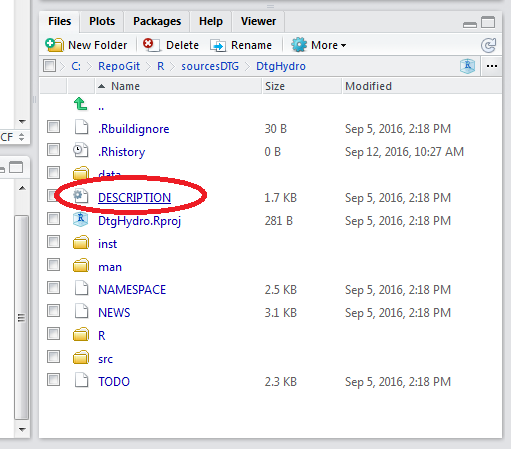 Files Plots Packages Help Viewer
New Folder Delete Rename More
C: RepoGit R sourcesDTG DtgHydro R ...
Name Size Modified
..
.Rbuildignore 30 B Sep 5, 2016, 2:18 PM
.Rhistory 0 B Sep 12, 2016, 10:27 AM
data
CF
DESCRIPTION 1.7 KB Sep 5, 2016, 2:18 PM
DtgHydro.Rproj 281 B Sep 5, 2016, 2:18 PM
inst
man
NAMESPACE 2.5 KB Sep 5, 2016, 2:18 PM
NEWS 3.1 KB Sep 5, 2016, 2:18 PM
R
src
TODO 2.3 KB Sep 5, 2016, 2:18 PM